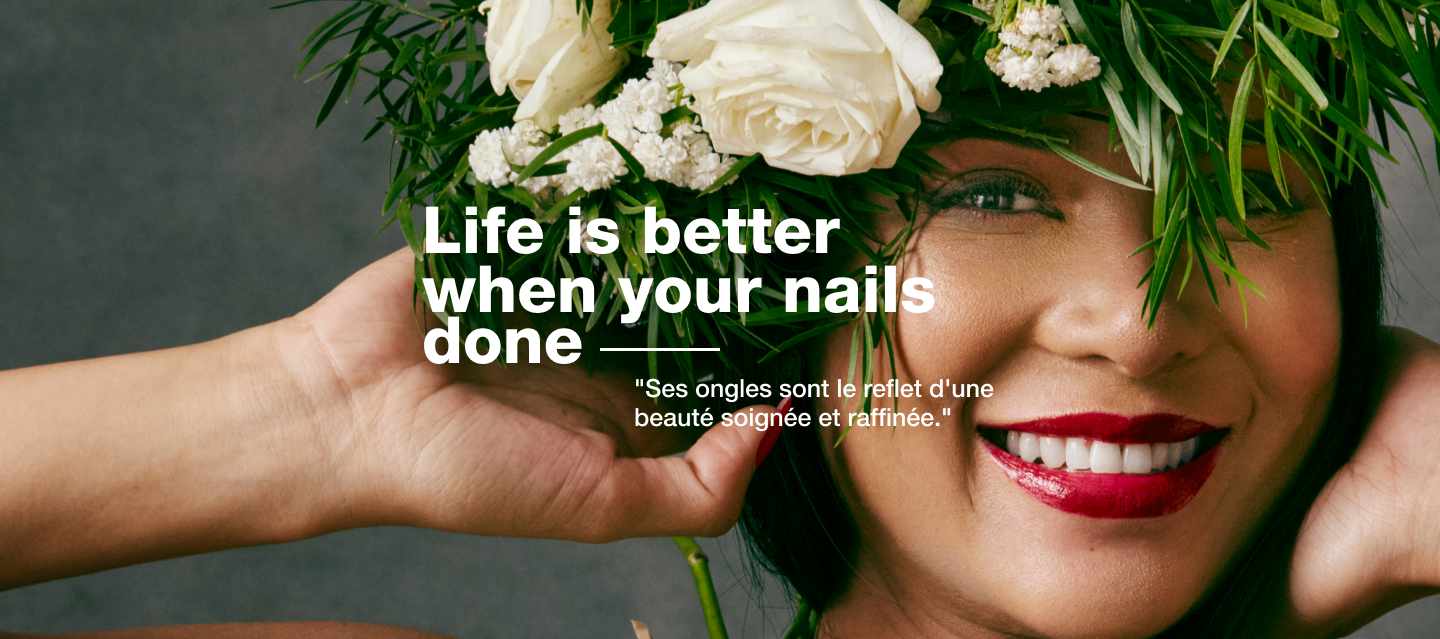 Life is better
when your nails
done
"Ses ongles sont le reflet d'une
beauté soignée et raffinée."